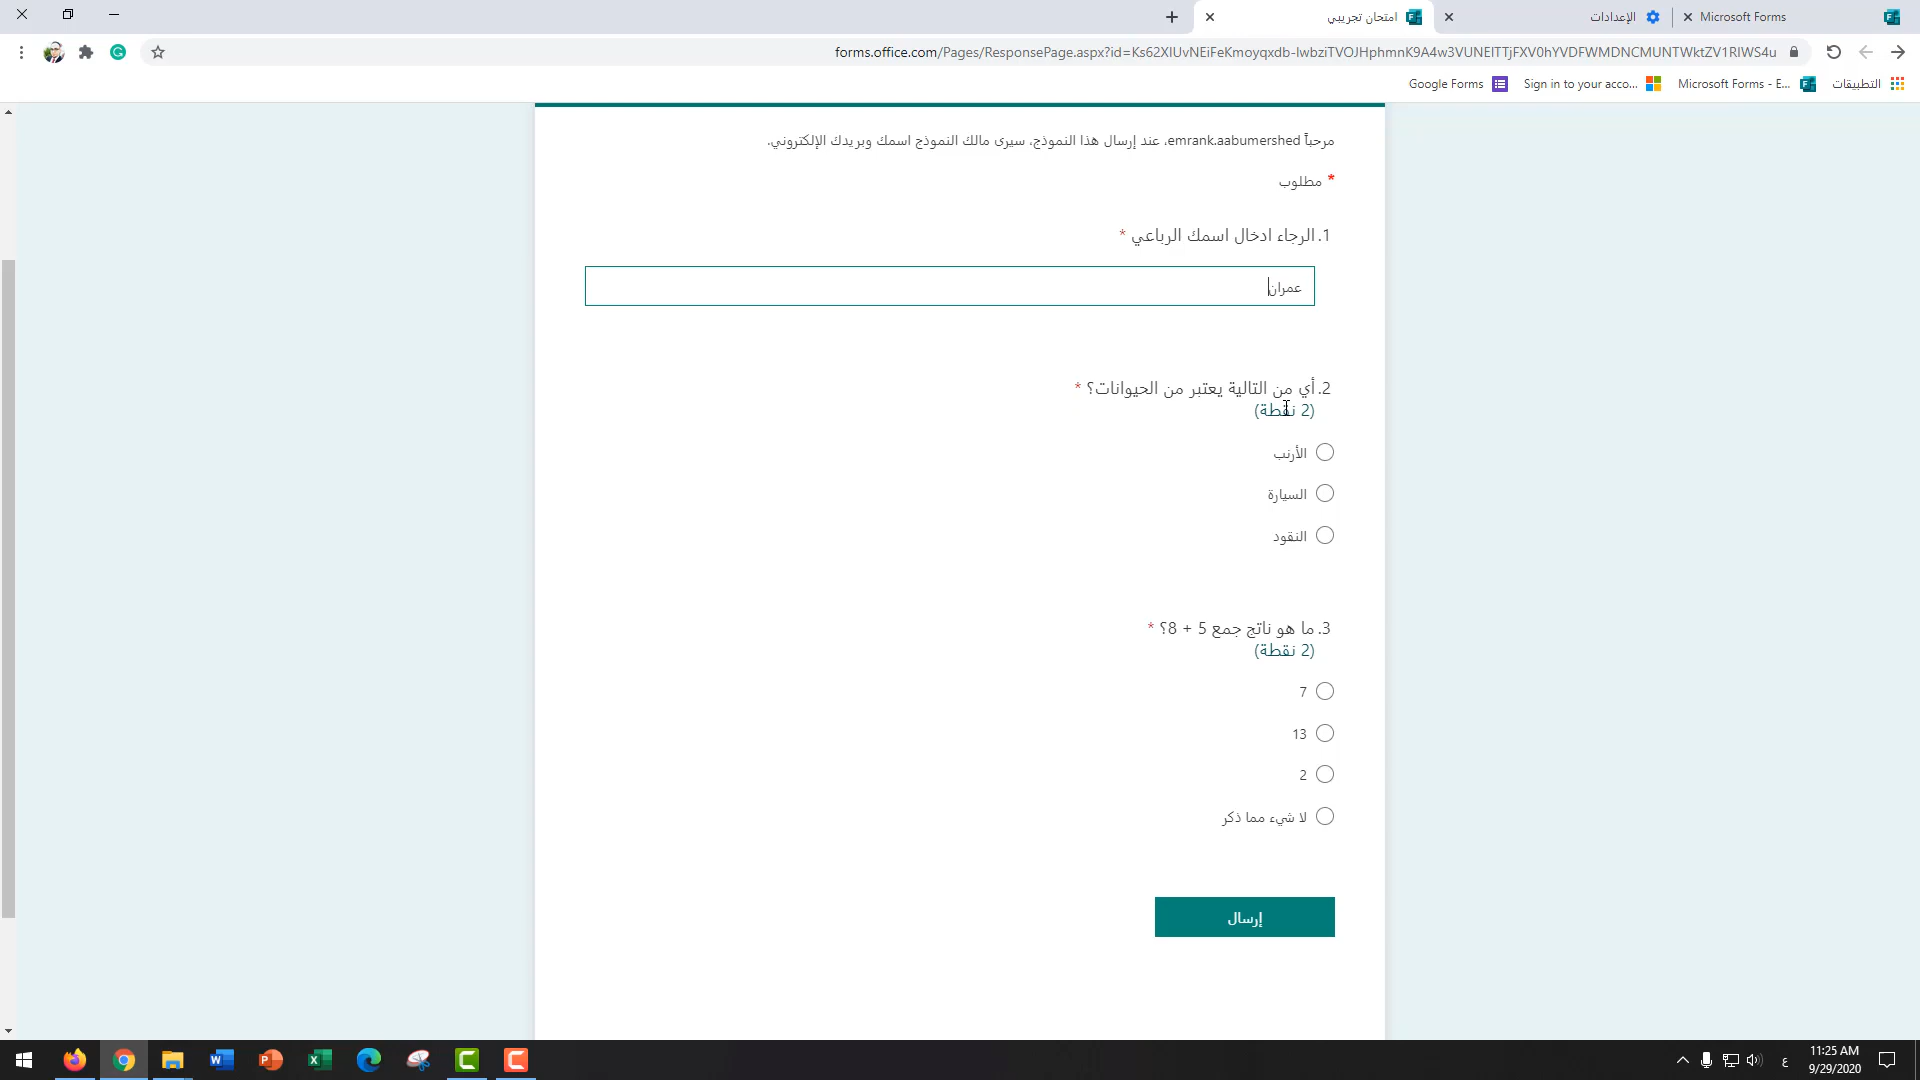 Microsoft Forms
الإعدادات
امتحان تجريبي
forms.office.com/Pages/ResponsePage.aspx?id=Ks62XlUvNEiFeKmoyqxdb-lwbziTVOJHphmnK9A4w3VUNElTTjFXV0hYVDFWMDNCMUNTWktZV1RIWS4u
التطبيقات
Microsoft Forms - E...
Sign in to your acco...
Google Forms
مرحباً emrank.aabumershed، عند إرسال هذا النموذج، سيرى مالك النموذج اسمك وبريدك الإلكتروني.
* مطلوب
1. الرجاء ادخال اسمك الرباعي *
عمران
2. أي من التالية يعتبر من الحيوانات؟ *
(2 نقطة)
الأرنب
السيارة
النقود
3. ما هو ناتج جمع 5 + 8؟ *
(2 نقطة)
7
13
2
لا شيء مما ذكر
إرسال
ع
11:25 AM
9/29/2020